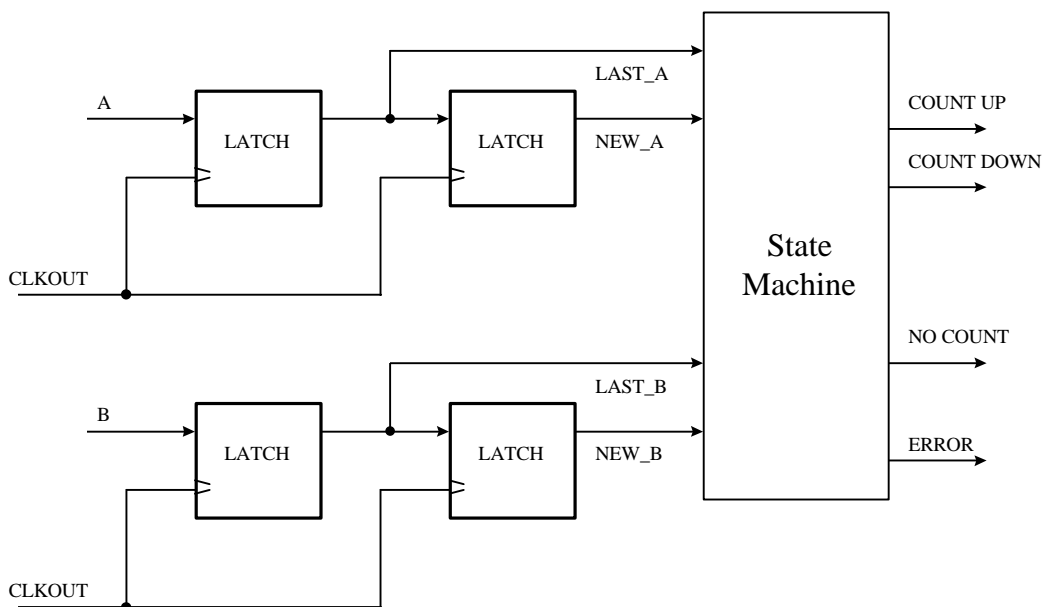 LAST_A
A
LATCH
LATCH
NEW_A
COUNT UP
COUNT DOWN
State
Machine
CLKOUT
NO COUNT
LAST_B
B
LATCH
LATCH
NEW_B
ERROR
CLKOUT